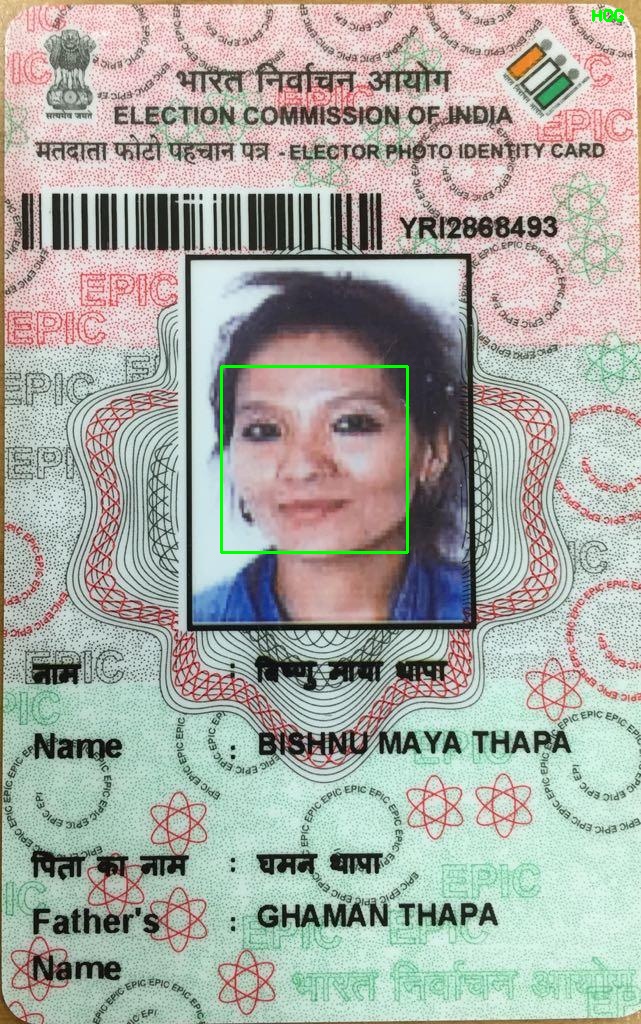 HOG
सत्यमेव जयते
भारत निर्वाचन आयोग
ELECTION COMMISSION OF INDIA
मतदाता फोटो पहचान पत्र - ELECTOR PHOTO IDENTITY CARD
YRI2868493
नाम : बिष्णु माया थापा
Name : BISHNU MAYA THAPA
पिता का नाम : घमन थापा
Father's : GHAMAN THAPA
Name
भारत निर्वाचन आयोग